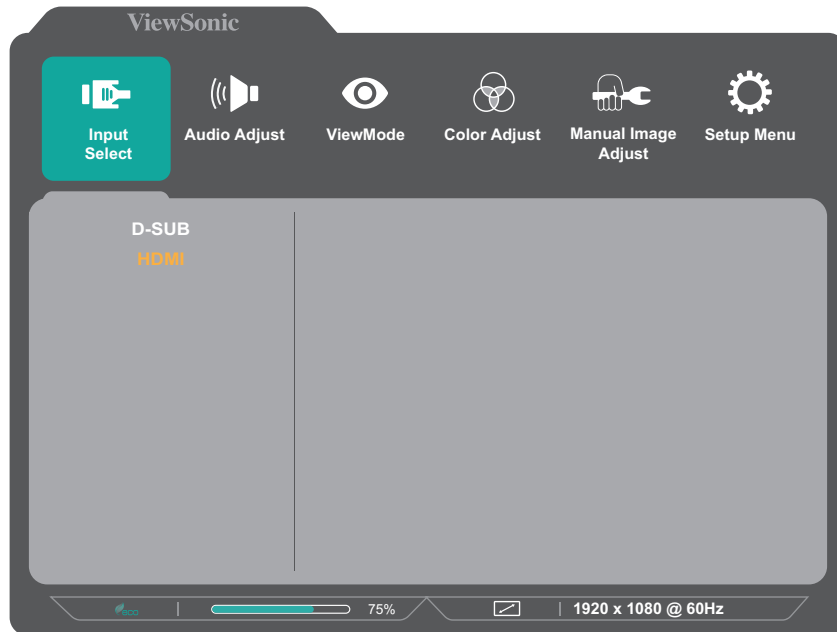 ViewSonic
Input
Select
Audio Adjust
ViewMode
Color Adjust
Manual Image
Adjust
Setup Menu
D-SUB
HDMI
eco
75%
1920 x 1080 @ 60Hz